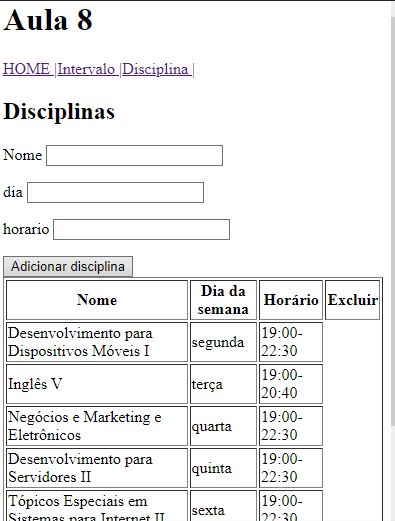 Aula 8
HOME |Intervalo |Disciplina |
Disciplinas
Nome
dia
horario
Adicionar disciplina
Nome Dia da semana Horário Excluir
Desenvolvimento para Dispositivos Móveis I segunda 19:00-22:30
Inglês V terça 19:00-20:40
Negócios e Marketing e Eletrônicos quarta 19:00-22:30
Desenvolvimento para Servidores II quinta 19:00-22:30
Tópicos Especiais em Sistemas para Internet II sexta 19:00-22:30